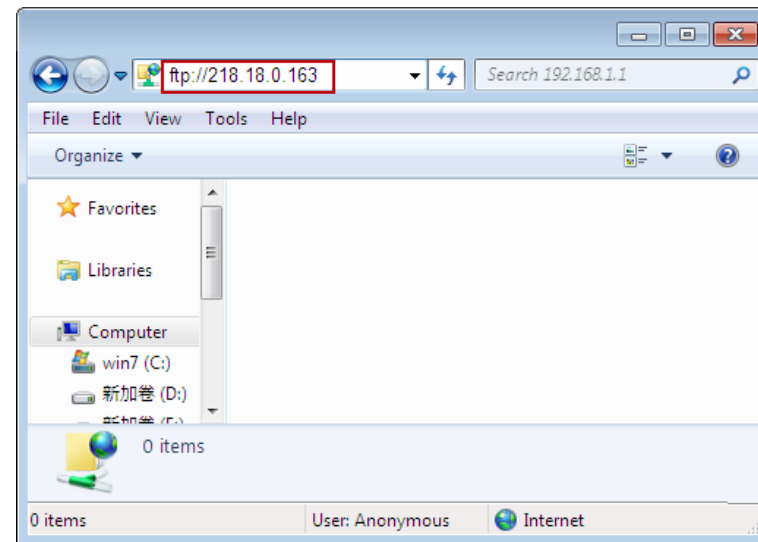 ftp://218.18.0.163
Search 192.168.1.1
File Edit View Tools Help
Organize
Favorites
Libraries
Computer
win7 (C:)
新加卷 (D:)
0 items
0 items User: Anonymous Internet